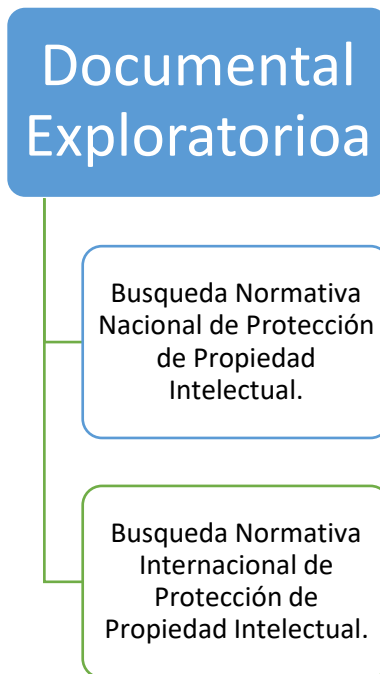 Documental
Exploratorioa
Busqueda Normativa
Nacional de Protección
de Propiedad
Intelectual.
Busqueda Normativa
Internacional de
Protección de
Propiedad Intelectual.